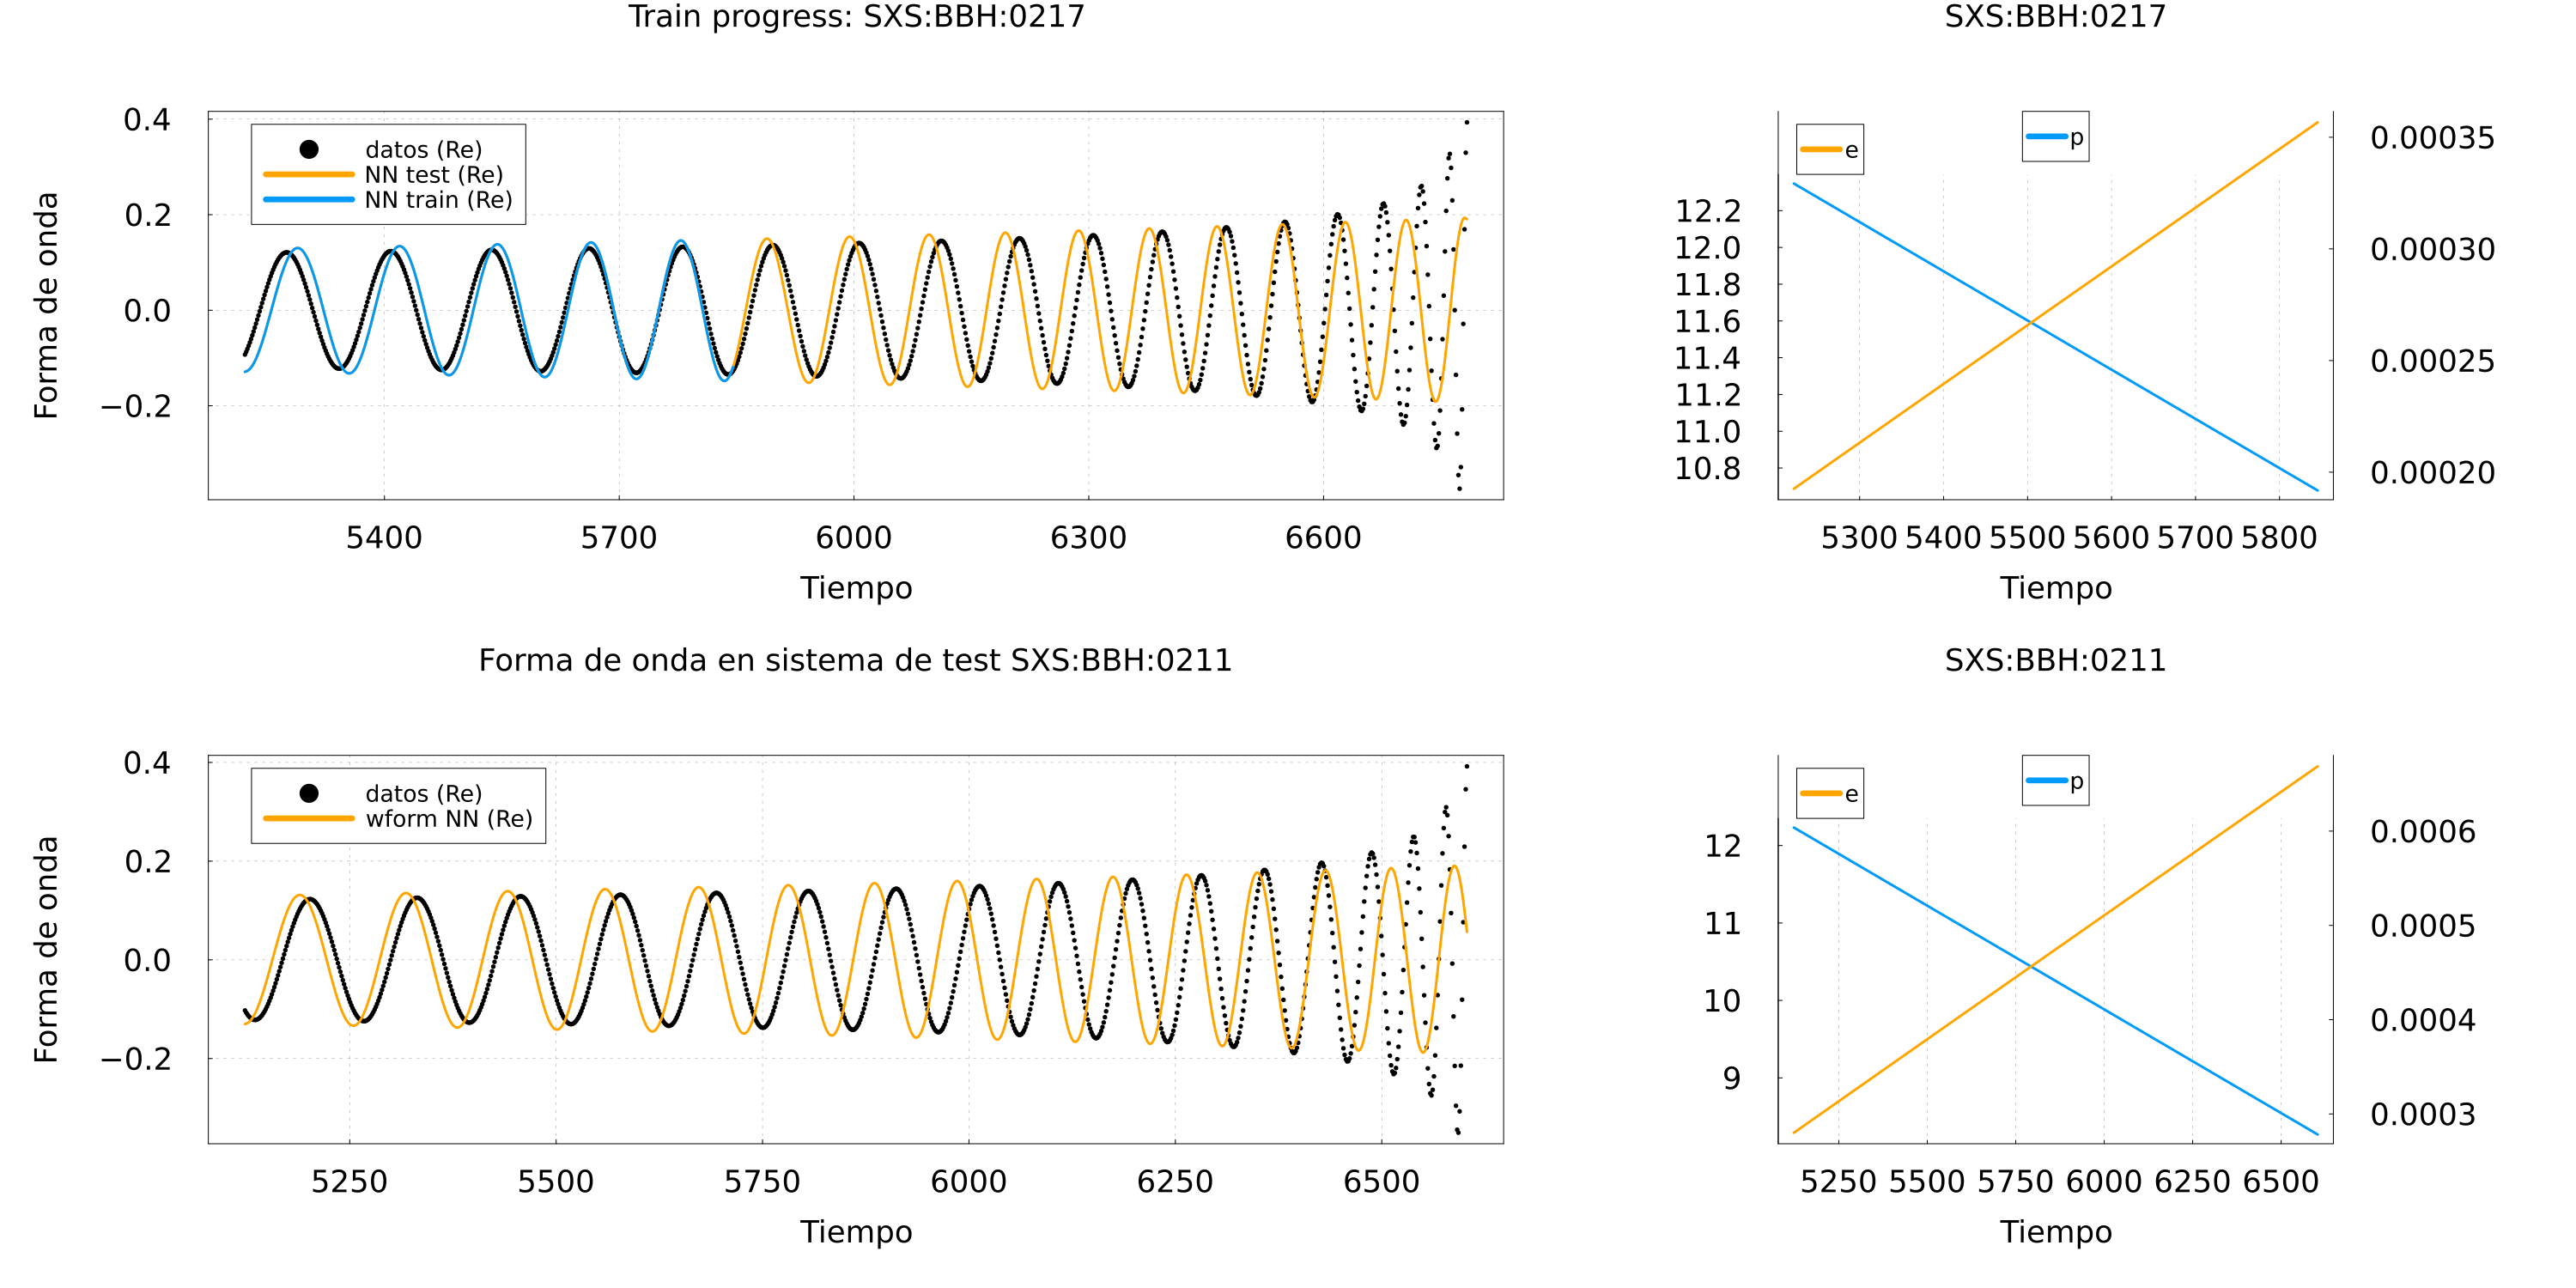 Train progress: SXS:BBH:0217
datos (Re)
NN test (Re)
NN train (Re)
0.4
0.2
0.0
−0.2
Forma de onda
5400 5700 6000 6300 6600
Tiempo
SXS:BBH:0217
e
p
12.2
12.0
11.8
11.6
11.4
11.2
11.0
10.8
0.00035
0.00030
0.00025
0.00020
5300 5400 5500 5600 5700 5800
Tiempo
Forma de onda en sistema de test SXS:BBH:0211
datos (Re)
wform NN (Re)
0.4
0.2
0.0
−0.2
Forma de onda
5250 5500 5750 6000 6250 6500
Tiempo
SXS:BBH:0211
e
p
12
11
10
9
0.0006
0.0005
0.0004
0.0003
5250 5500 5750 6000 6250 6500
Tiempo